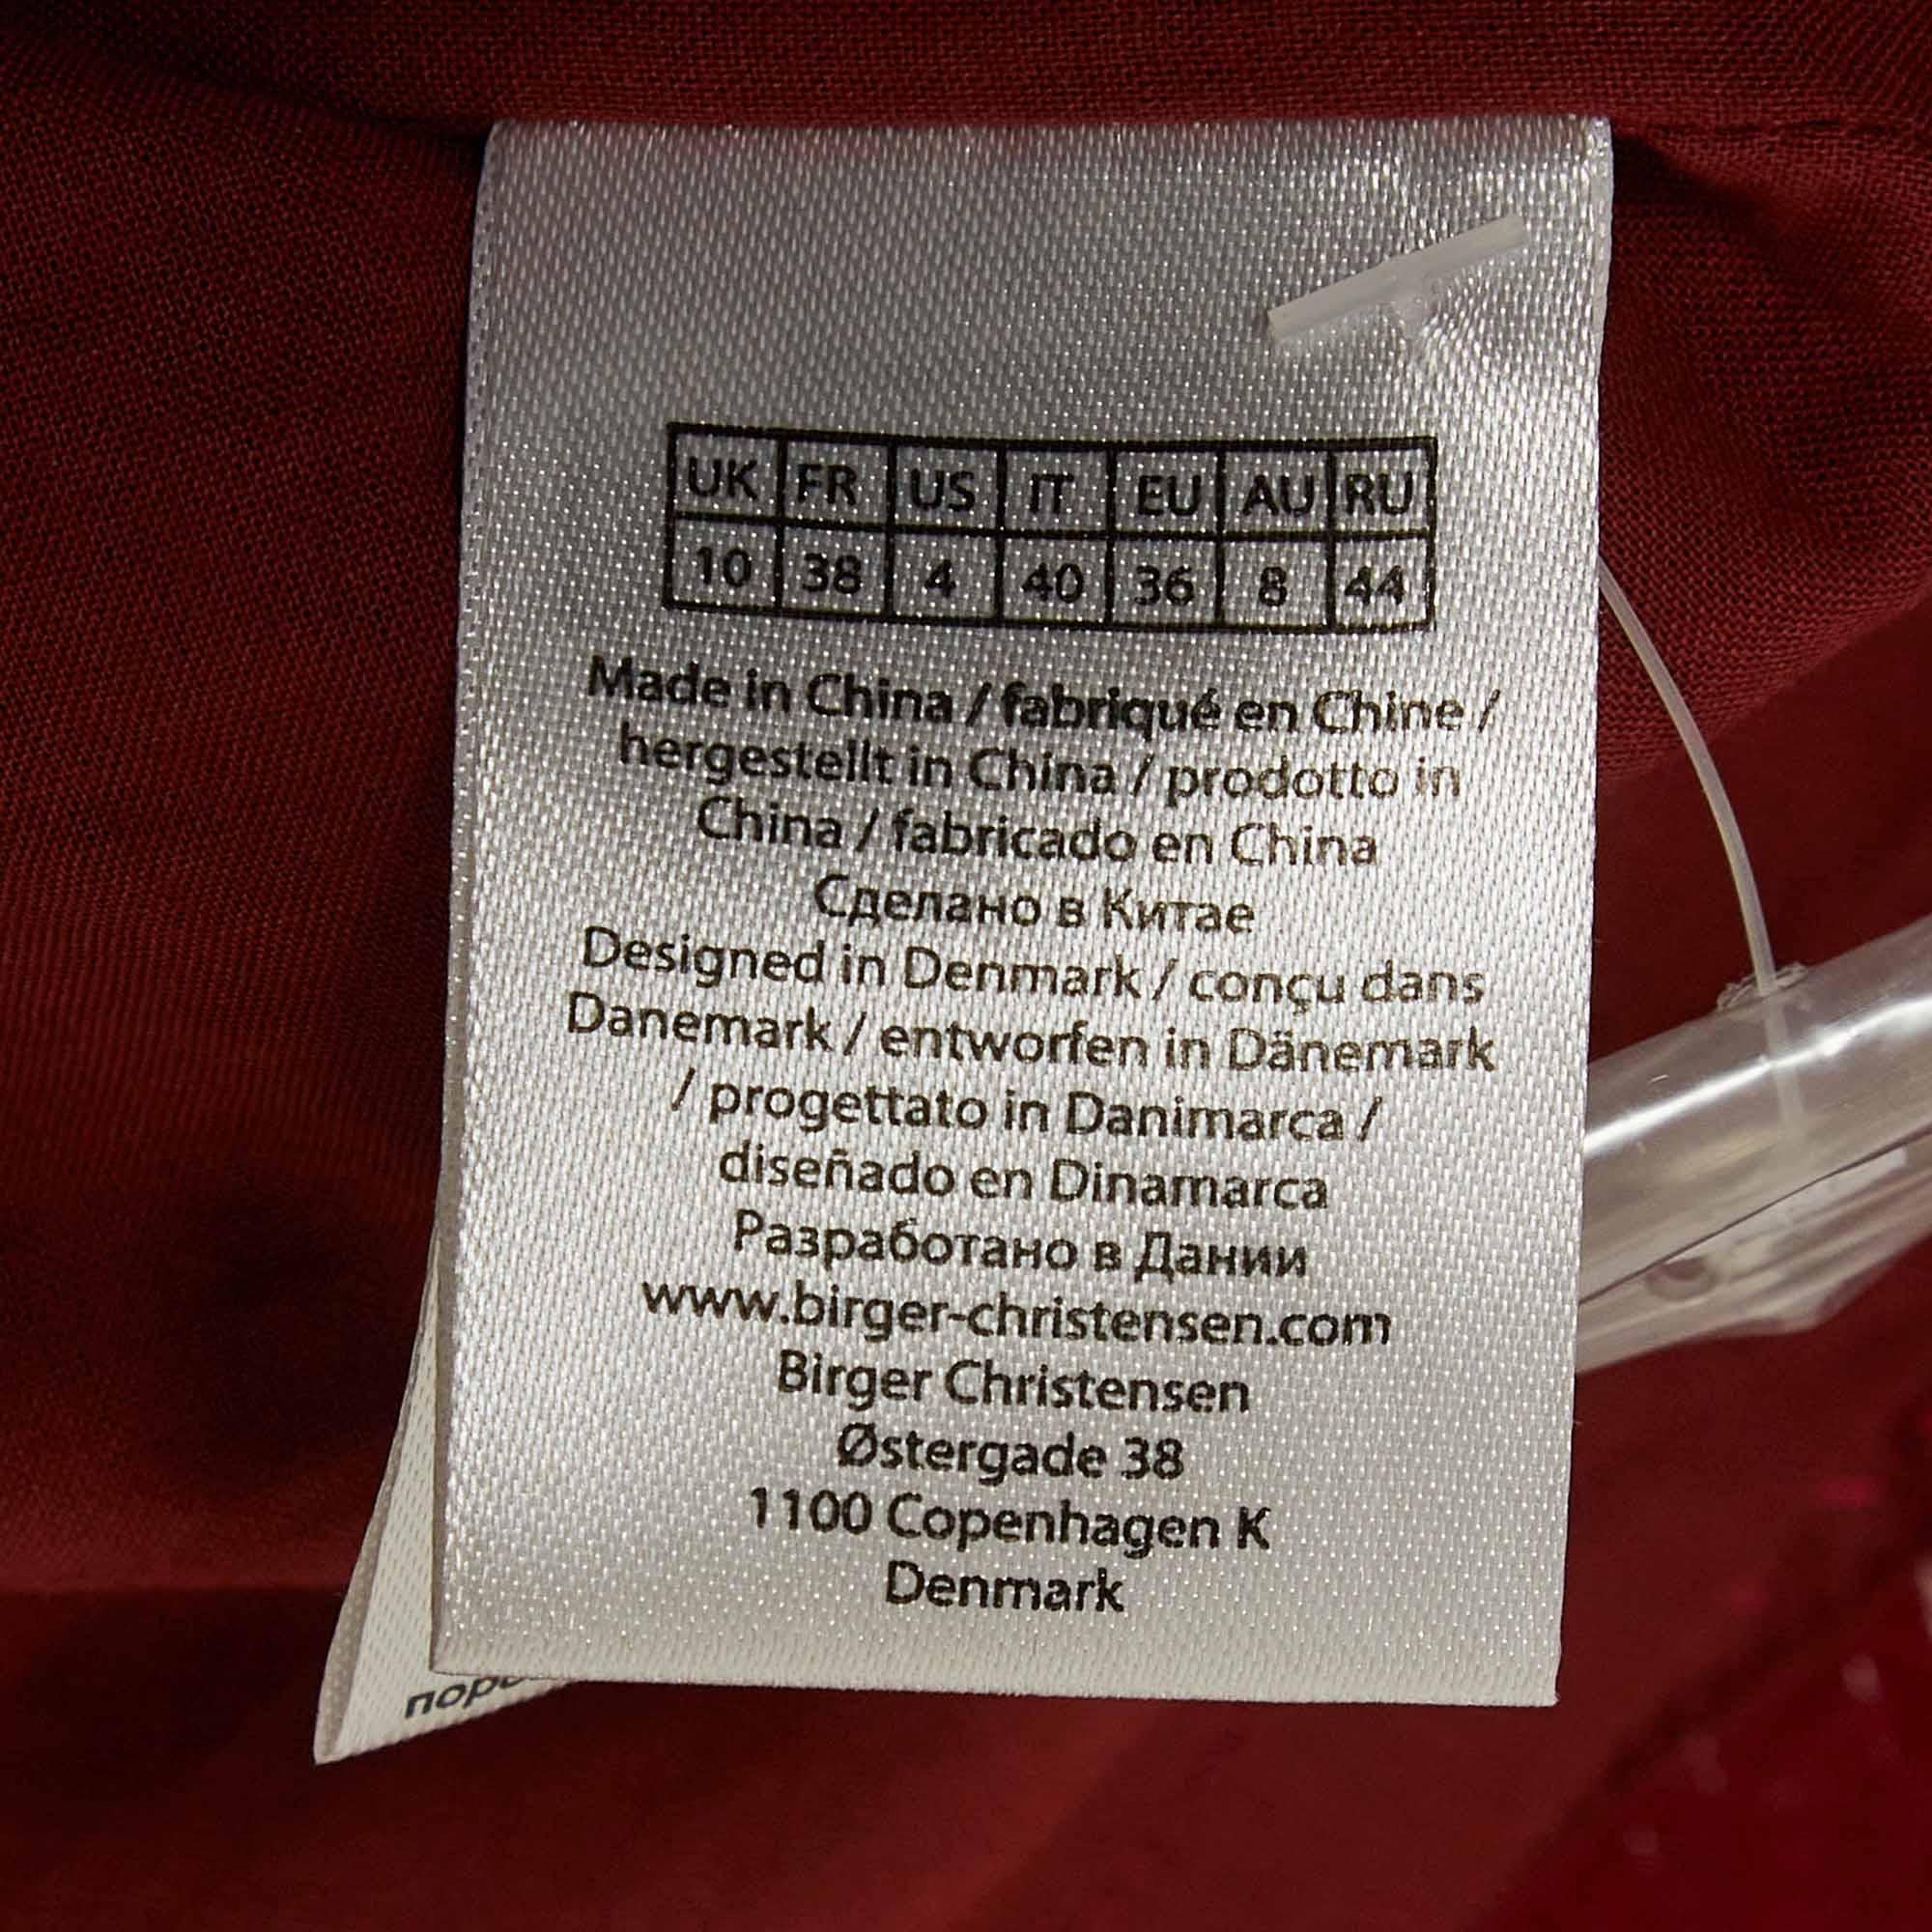 UK FR US IT EU AU RU
10 38 4 40 36 8 44
Made in China / fabriqué en Chine /
hergestellt in China / prodotto in
China / fabricado en China
Сделано в Китае
Designed in Denmark / conçu dans
Danemark / entworfen in Dänemark
/ progettato in Danimarca /
diseñado en Dinamarca
Разработано в Дании
www.birger-christensen.com
Birger Christensen
Østergade 38
1100 Copenhagen K
Denmark